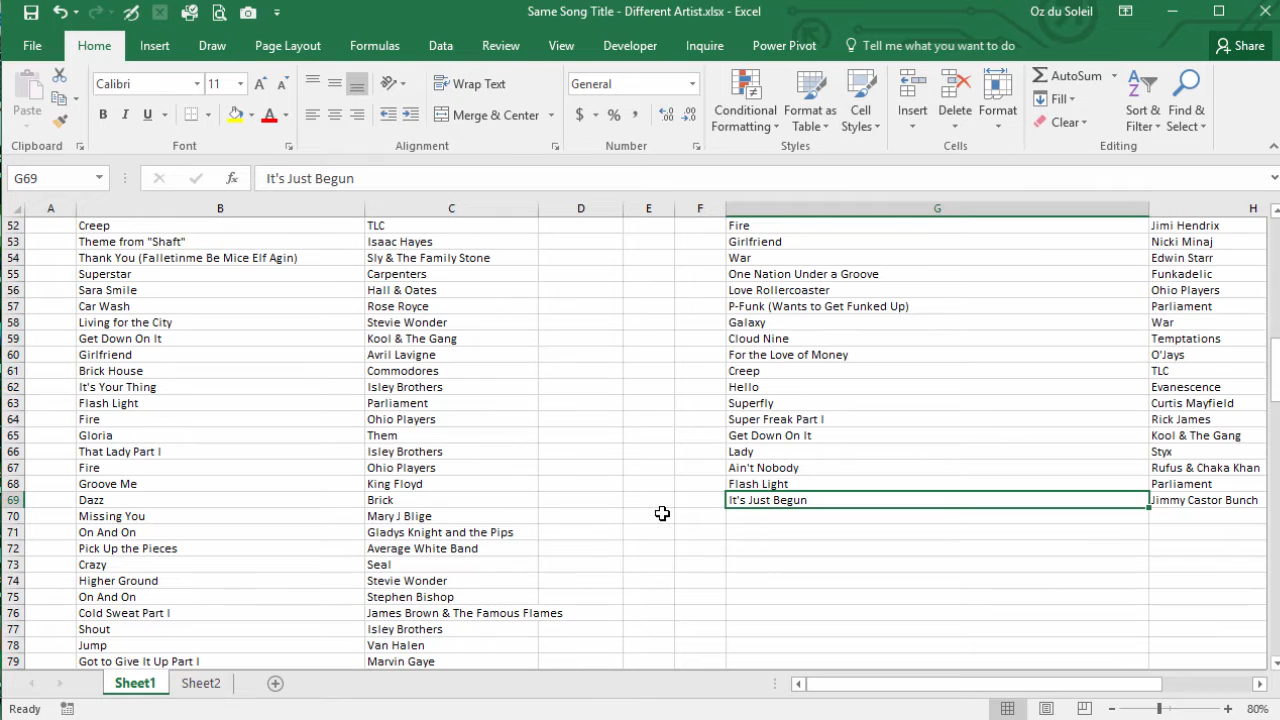 Same Song Title - Different Artist.xlsx - Excel
Oz du Soleil
File Home Insert Draw Page Layout Formulas Data Review View Developer Inquire Power Pivot Tell me what you want to do Share
Paste
Calibri 11
B I U
Wrap Text
Merge & Center
General
$ % ,
Conditional Formatting
Format as Table
Cell Styles
Insert
Delete
Format
AutoSum
Fill
Clear
Sort & Filter
Find & Select
Clipboard Font Alignment Number Styles Cells Editing
G69 fx It's Just Begun
A B C D E F G H
52 Creep TLC Fire Jimi Hendrix
53 Theme from "Shaft" Isaac Hayes Girlfriend Nicki Minaj
54 Thank You (Falletinme Be Mice Elf Agin) Sly & The Family Stone War Edwin Starr
55 Superstar Carpenters One Nation Under a Groove Funkadelic
56 Sara Smile Hall & Oates Love Rollercoaster Ohio Players
57 Car Wash Rose Royce P-Funk (Wants to Get Funked Up) Parliament
58 Living for the City Stevie Wonder Galaxy War
59 Get Down On It Kool & The Gang Cloud Nine Temptations
60 Girlfriend Avril Lavigne For the Love of Money O'Jays
61 Brick House Commodores Creep TLC
62 It's Your Thing Isley Brothers Hello Evanescence
63 Flash Light Parliament Superfly Curtis Mayfield
64 Fire Ohio Players Super Freak Part I Rick James
65 Gloria Them Get Down On It Kool & The Gang
66 That Lady Part I Isley Brothers Lady Styx
67 Fire Ohio Players Ain't Nobody Rufus & Chaka Khan
68 Groove Me King Floyd Flash Light Parliament
69 Dazz Brick It's Just Begun Jimmy Castor Bunch
70 Missing You Mary J Blige
71 On And On Gladys Knight and the Pips
72 Pick Up the Pieces Average White Band
73 Crazy Seal
74 Higher Ground Stevie Wonder
75 On And On Stephen Bishop
76 Cold Sweat Part I James Brown & The Famous Flames
77 Shout Isley Brothers
78 Jump Van Halen
79 Got to Give It Up Part I Marvin Gaye
Sheet1 Sheet2
Ready 80%